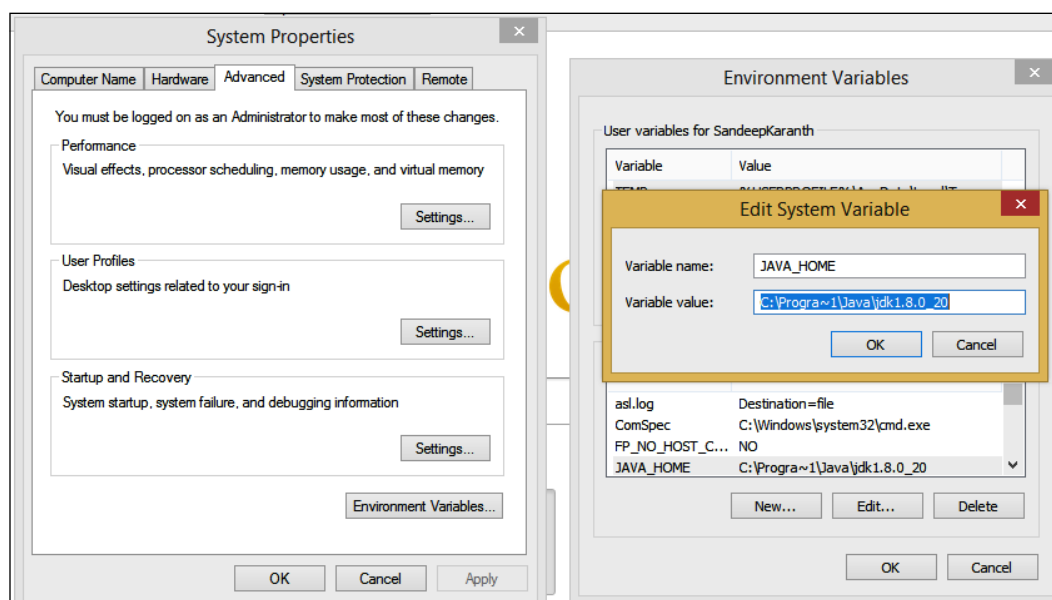 System Properties
Computer Name Hardware Advanced System Protection Remote
You must be logged on as an Administrator to make most of these changes.
Performance
Visual effects, processor scheduling, memory usage, and virtual memory
Settings...
User Profiles
Desktop settings related to your sign-in
Settings...
Startup and Recovery
System startup, system failure, and debugging information
Settings...
Environment Variables...
OK Cancel Apply
Environment Variables
User variables for SandeepKaranth
Variable Value
Edit System Variable
Variable name: JAVA_HOME
Variable value: C:\Progra~1\Java\jdk1.8.0_20
OK Cancel
asl.log Destination=file
ComSpec C:\Windows\system32\cmd.exe
FP_NO_HOST_C... NO
JAVA_HOME C:\Progra~1\Java\jdk1.8.0_20
New... Edit... Delete
OK Cancel